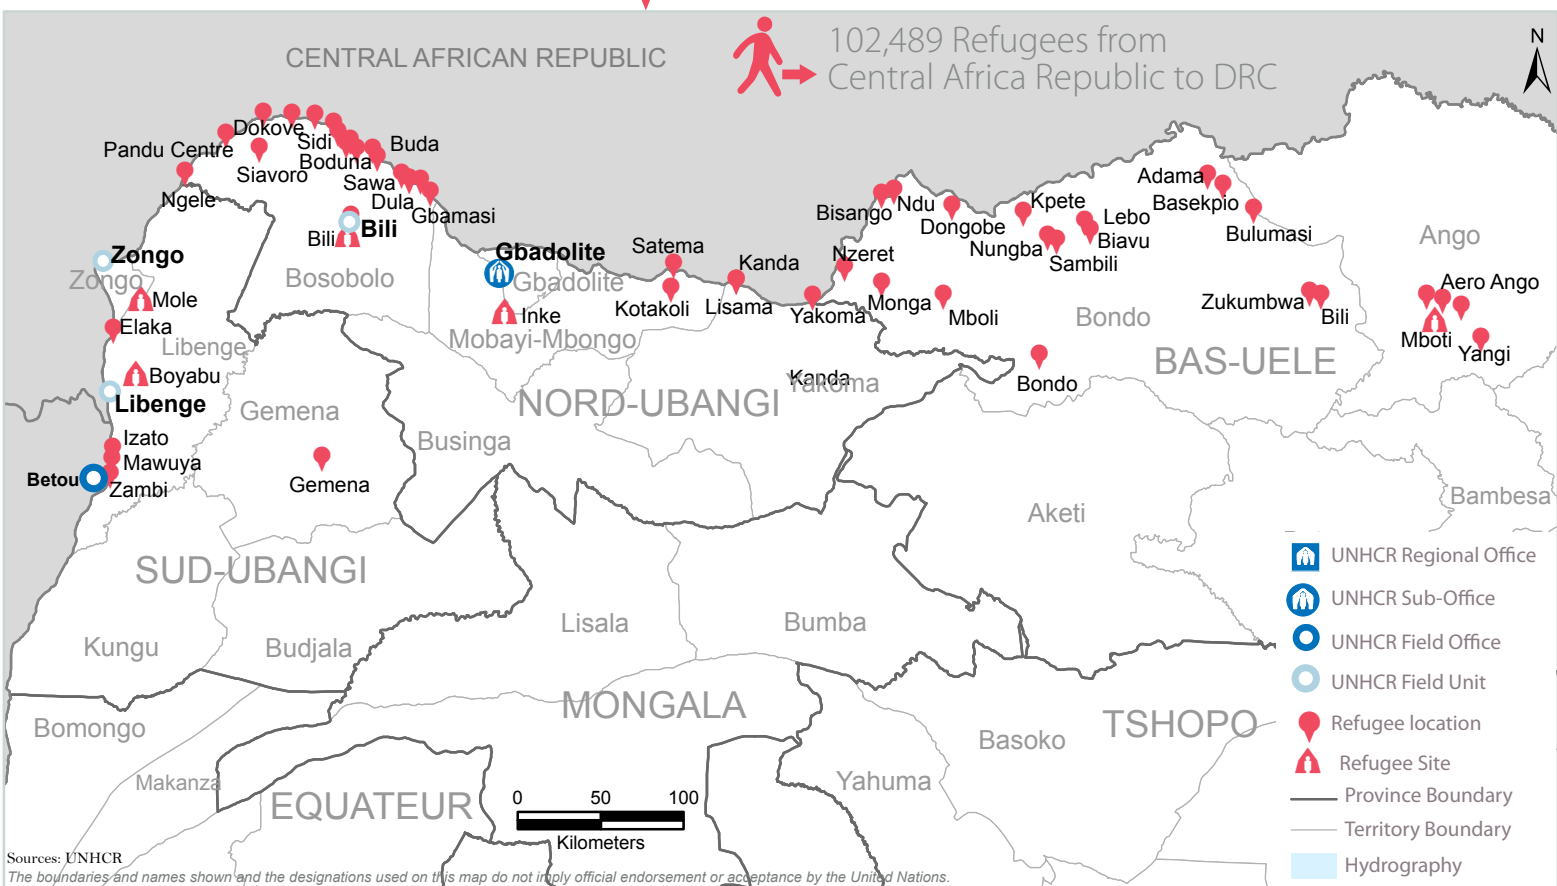 CENTRAL AFRICAN REPUBLIC
102,489 Refugees from
Central Africa Republic to DRC
N
Dokove
Pandu Centre
Sidi
Buda
Boduna
Siavoro
Sawa
Ngele
Dula
Gbamasi
Bili
Bili
Zongo
Zongo
Mole
Bosobolo
Gbadolite
Gbadolite
Inke
Mobayi-Mbongo
Elaka
Libenge
Boyabu
Libenge
Gemena
Gemena
Izato
Mawuya
Betou
Zambi
Businga
NORD-UBANGI
SUD-UBANGI
Satema
Kotakoli
Kanda
Lisama
Yakoma
Kanda
Yakoma
Nzeret
Bisango
Ndu
Dongobe
Kpete
Nungba
Sambili
Lebo
Biavu
Adama
Basekpio
Bulumasi
Monga
Mboli
Bondo
Bondo
Zukumbwa
Bili
Ango
Aero Ango
Mboti
Yangi
BAS-UELE
Aketi
Bambesa
Kungu
Budjala
Lisala
Bumba
MONGALA
TSHOPO
Bomongo
Makanza
Basoko
Yahuma
EQUATEUR
0 50 100
Kilometers
UNHCR Regional Office
UNHCR Sub-Office
UNHCR Field Office
UNHCR Field Unit
Refugee location
Refugee Site
Province Boundary
Territory Boundary
Hydrography
Sources: UNHCR
The boundaries and names shown and the designations used on this map do not imply official endorsement or acceptance by the United Nations.